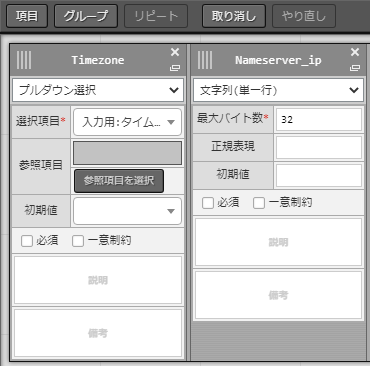 項目 グループ リピート 取り消し やり直し
Timezone
プルダウン選択
選択項目* 入力用:タイム...
参照項目
参照項目を選択
初期値
必須 一意制約
説明
備考
Nameserver_ip
文字列(単一行)
最大バイト数* 32
正規表現
初期値
必須 一意制約
説明
備考